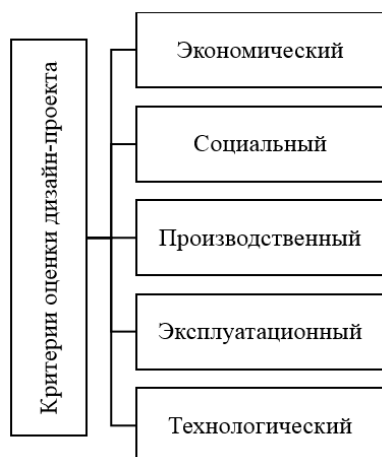 Критерии оценки дизайн-проекта
Экономический
Социальный
Производственный
Эксплуатационный
Технологический